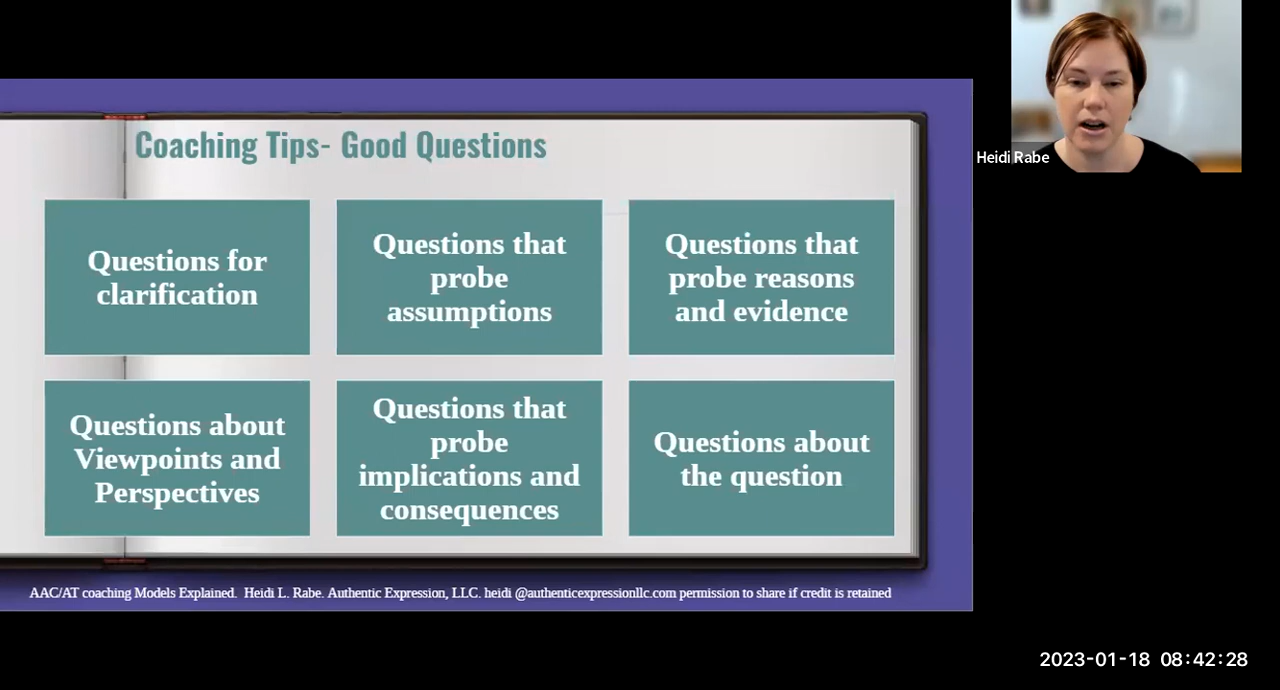 Coaching Tips- Good Questions
Questions for
clarification
Questions that
probe
assumptions
Questions that
probe reasons
and evidence
Questions about
Viewpoints and
Perspectives
Questions that
probe
implications and
consequences
Questions about
the question
AAC/AT coaching Models Explained. Heidi L. Rabe. Authentic Expression, LLC. heidi @authenticexpressionllc.com permission to share if credit is retained
Heidi Rabe
2023-01-18 08:42:28